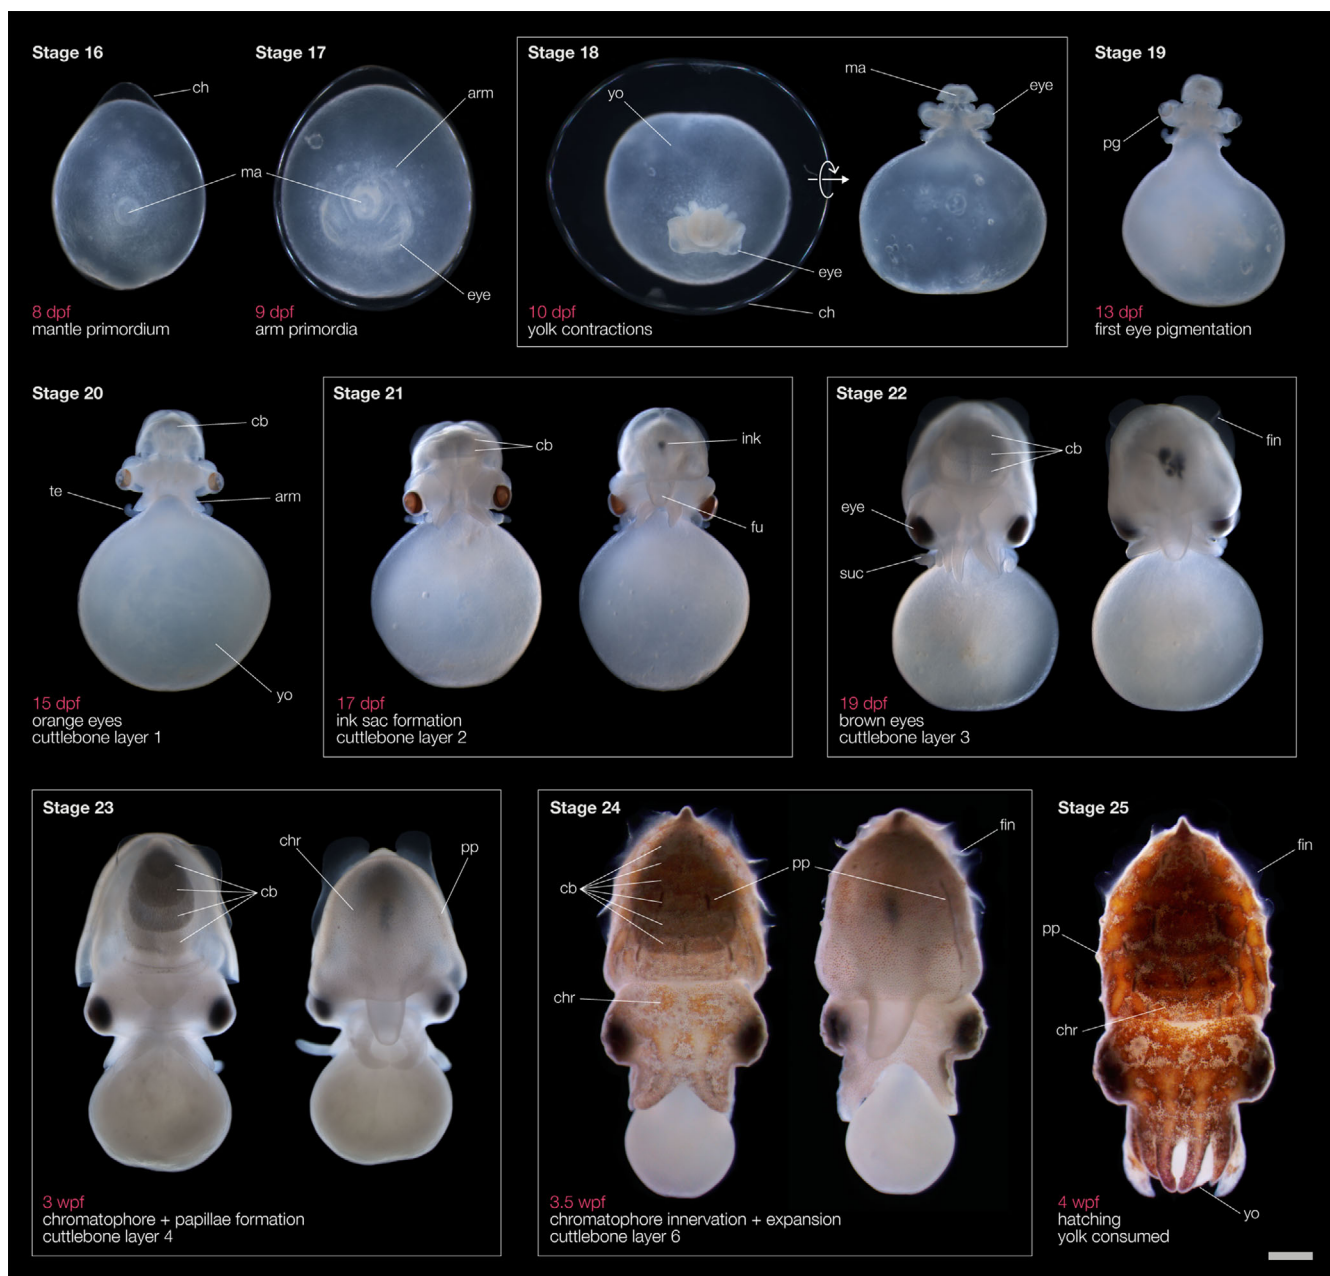 Stage 16
ch
ma
8 dpf
mantle primordium
Stage 17
arm
eye
9 dpf
arm primordia
Stage 18
yo
ma
eye
eye
ch
10 dpf
yolk contractions
Stage 19
pg
13 dpf
first eye pigmentation
Stage 20
cb
te
arm
yo
15 dpf
orange eyes
cuttlebone layer 1
Stage 21
cb
ink
fu
17 dpf
ink sac formation
cuttlebone layer 2
Stage 22
cb
fin
eye
suc
19 dpf
brown eyes
cuttlebone layer 3
Stage 23
chr
pp
cb
3 wpf
chromatophore + papillae formation
cuttlebone layer 4
Stage 24
fin
cb
pp
chr
3.5 wpf
chromatophore innervation + expansion
cuttlebone layer 6
Stage 25
fin
pp
chr
yo
4 wpf
hatching
yolk consumed